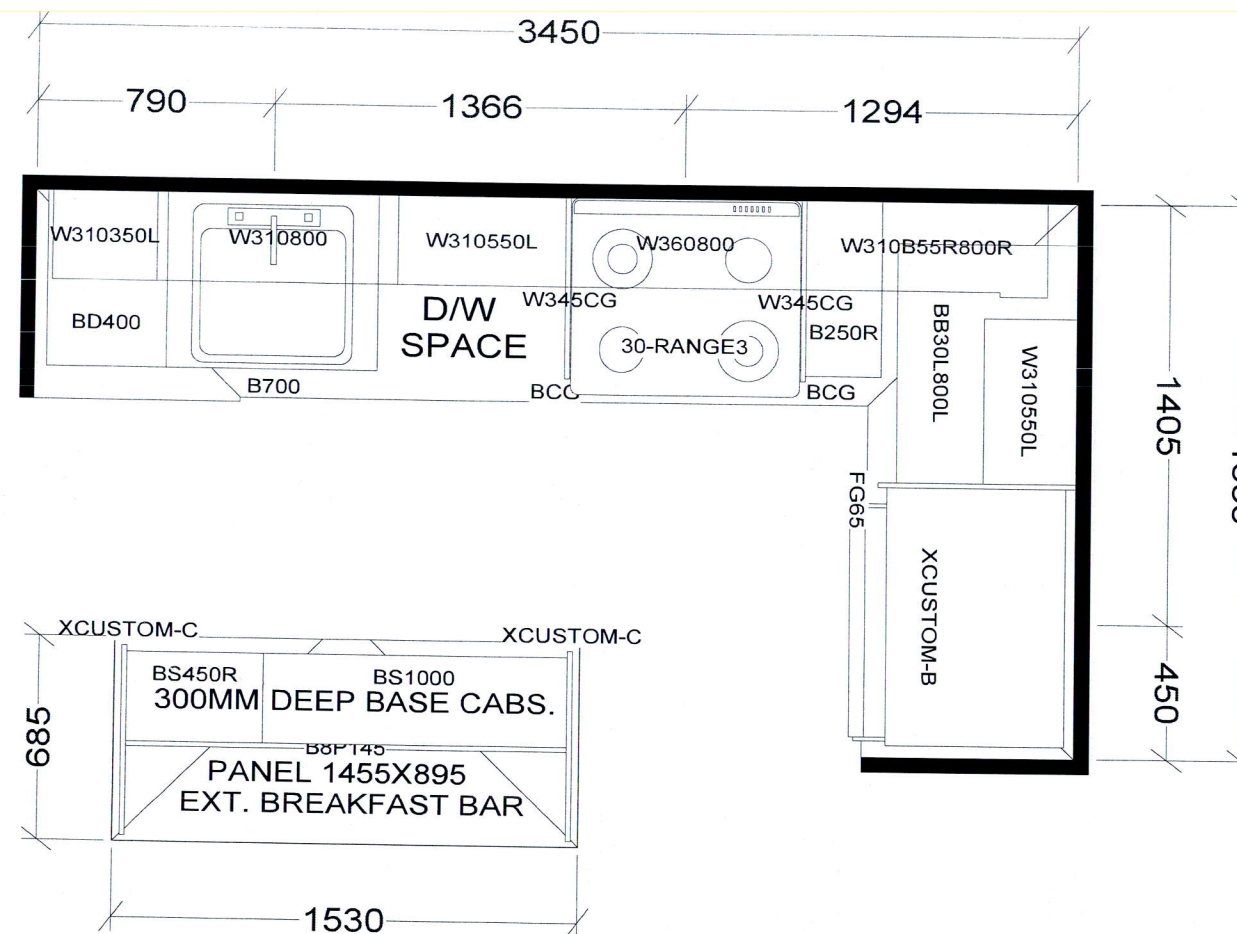 3450
790
1366
1294
W310350L
W310800
W310550L
W360800
W310B55R800R
BD400
D/W
SPACE
W345CG
W345CG
30-RANGE3
B250R
BB30L800L
W310550L
B700
BCG
BCG
1405
FG65
XCUSTOM-B
450
XCUSTOM-C
XCUSTOM-C
BS450R
BS1000
300MM DEEP BASE CABS.
B8P145
PANEL 1455X895
EXT. BREAKFAST BAR
685
1530